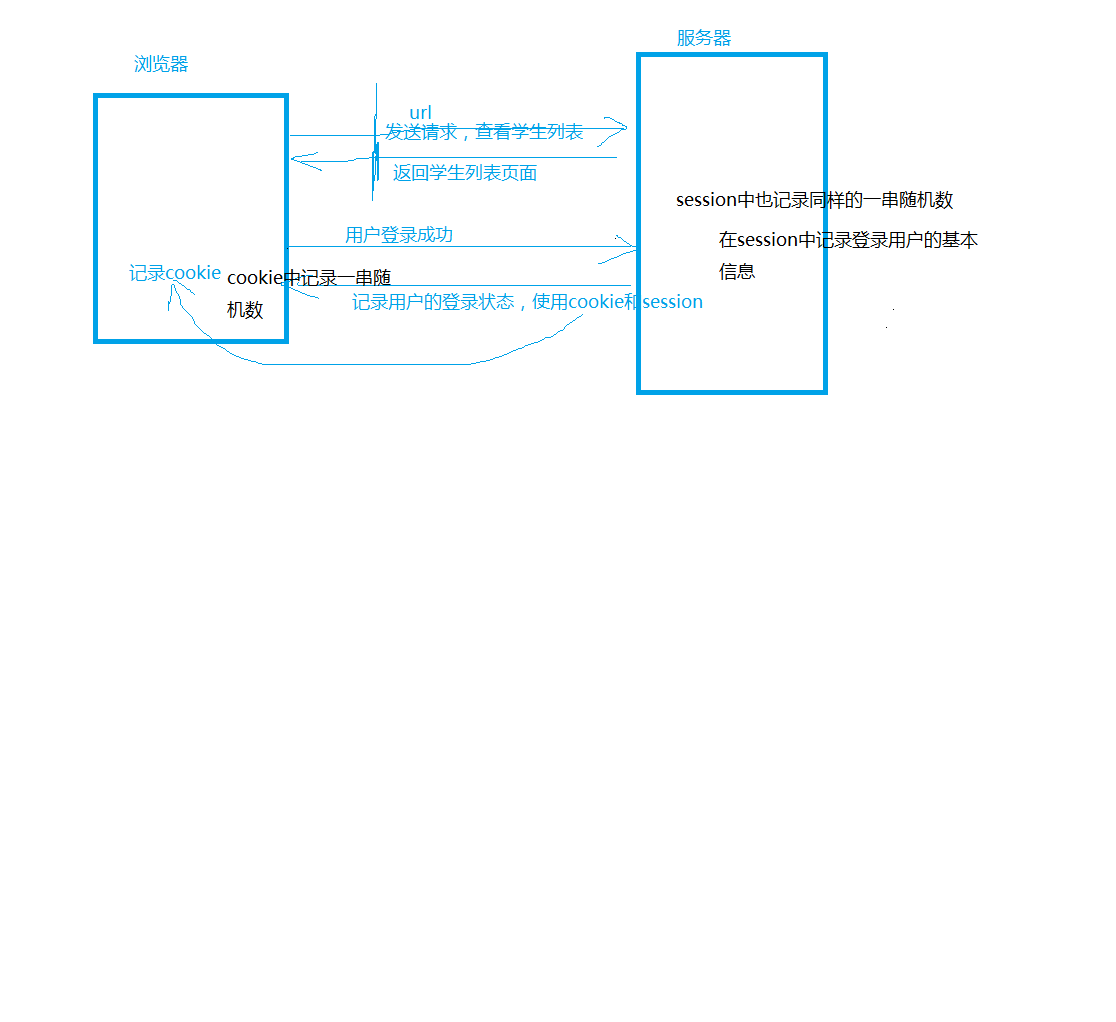 服务器
浏览器
url
发送请求，查看学生列表
返回学生列表页面
session中也记录同样的一串随机数
用户登录成功
在session中记录登录用户的基本
信息
记录cookie
cookie中记录一串随
机数
记录用户的登录状态，使用cookie和session